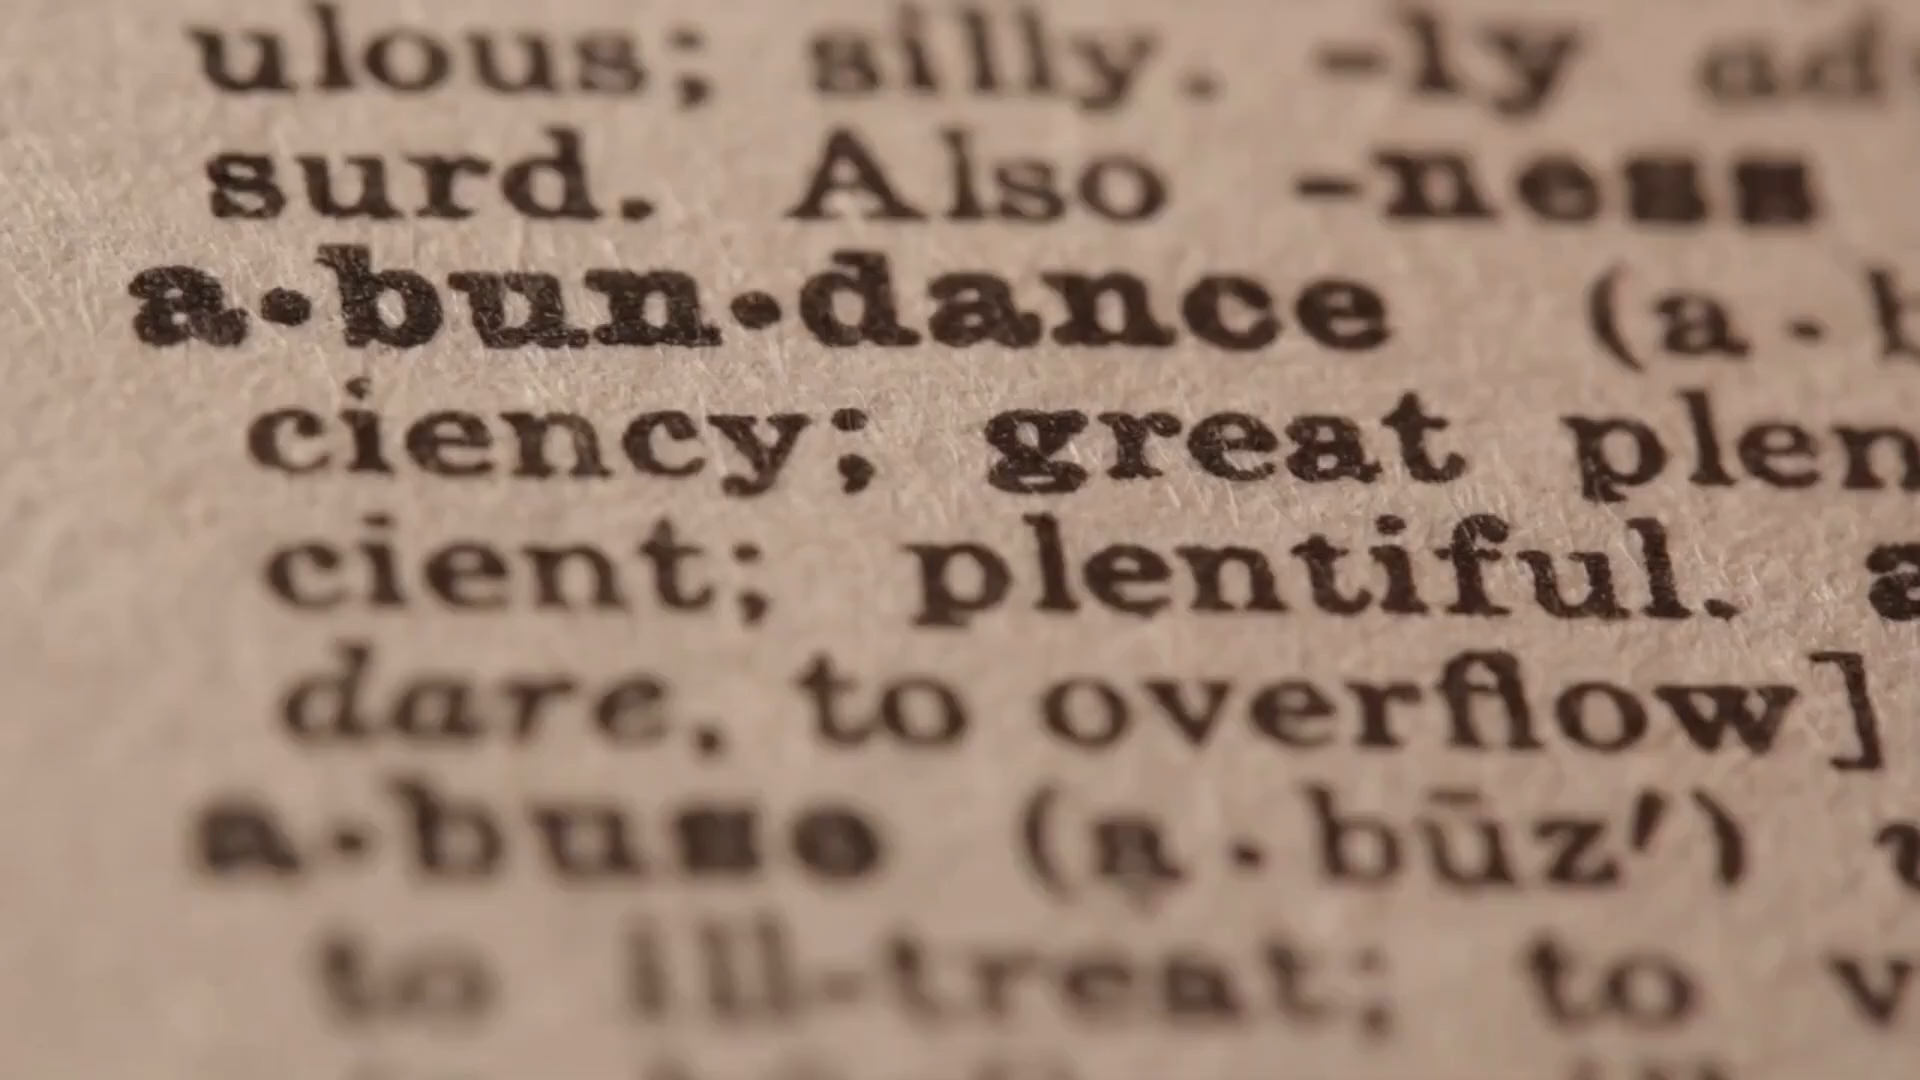 ulous; silly. -ly ad
surd. Also -ness
a·bun·dance (a·b
ciency; great plen
cient; plentiful. a
dare, to overflow]
a·buse (a·būz′) v
to ill-treat; to v